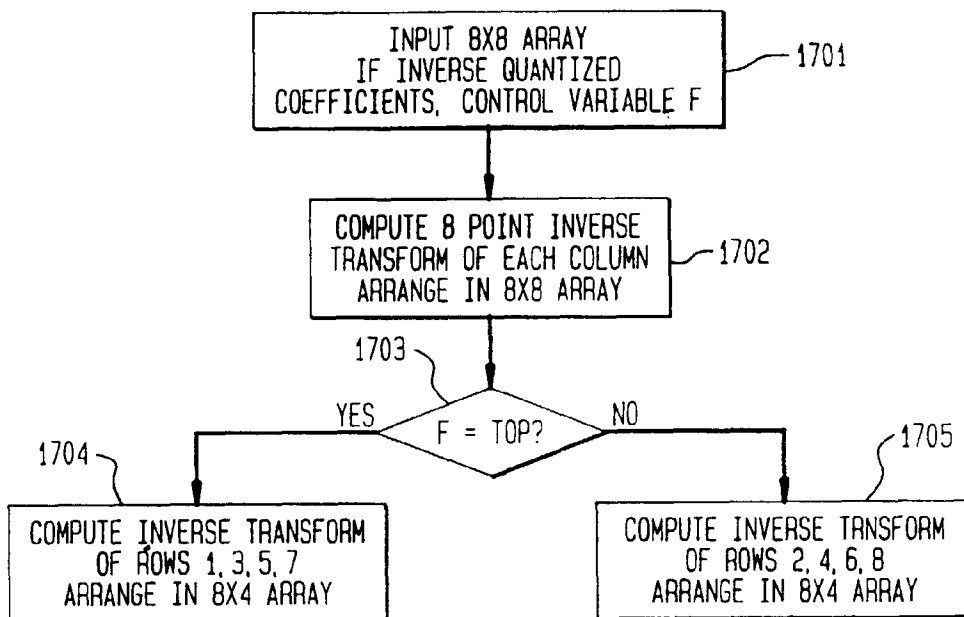 INPUT 8X8 ARRAY
IF INVERSE QUANTIZED
COEFFICIENTS, CONTROL VARIABLE F
1701
COMPUTE 8 POINT INVERSE
TRANSFORM OF EACH COLUMN
ARRANGE IN 8X8 ARRAY
1702
1703
YES
F = TOP?
NO
1704
1705
COMPUTE INVERSE TRANSFORM
OF ROWS 1, 3, 5, 7
ARRANGE IN 8X4 ARRAY
COMPUTE INVERSE TRNSFORM
OF ROWS 2, 4, 6, 8
ARRANGE IN 8X4 ARRAY